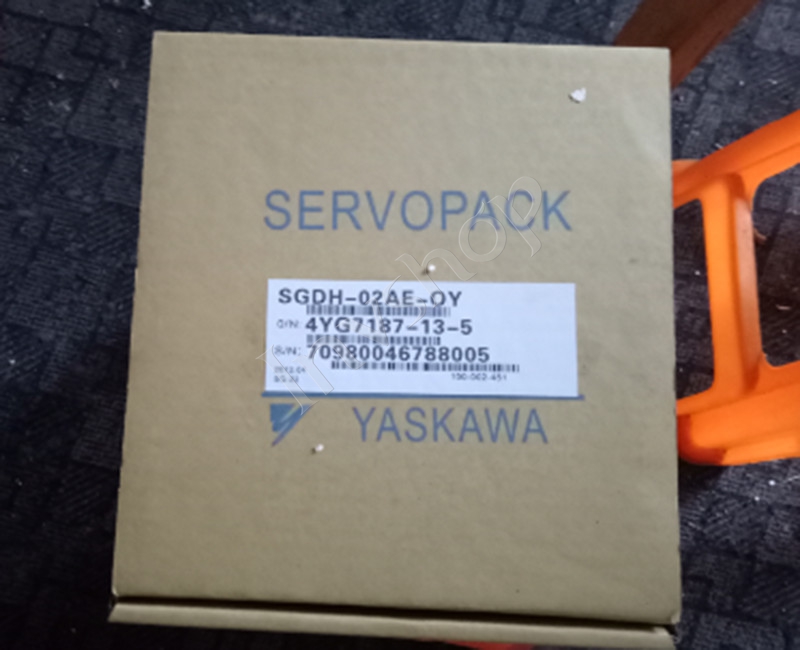 SERVOPACK
SGDH-02AE-OY
O/N: 4YG7187-13-5
(S/N): 70980046788005
YASKAWA